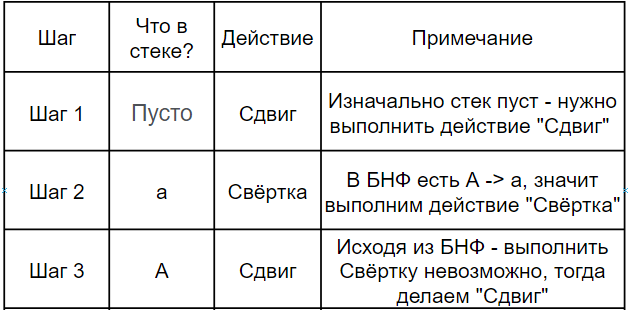 Шаг
Что в
стеке?
Действие
Примечание
Шаг 1
Пусто
Сдвиг
Изначально стек пуст - нужно
выполнить действие "Сдвиг"
Шаг 2
a
Свёртка
В БНФ есть A -> a, значит
выполним действие "Свёртка"
Шаг 3
A
Сдвиг
Исходя из БНФ - выполнить
Свёртку невозможно, тогда
делаем "Сдвиг"